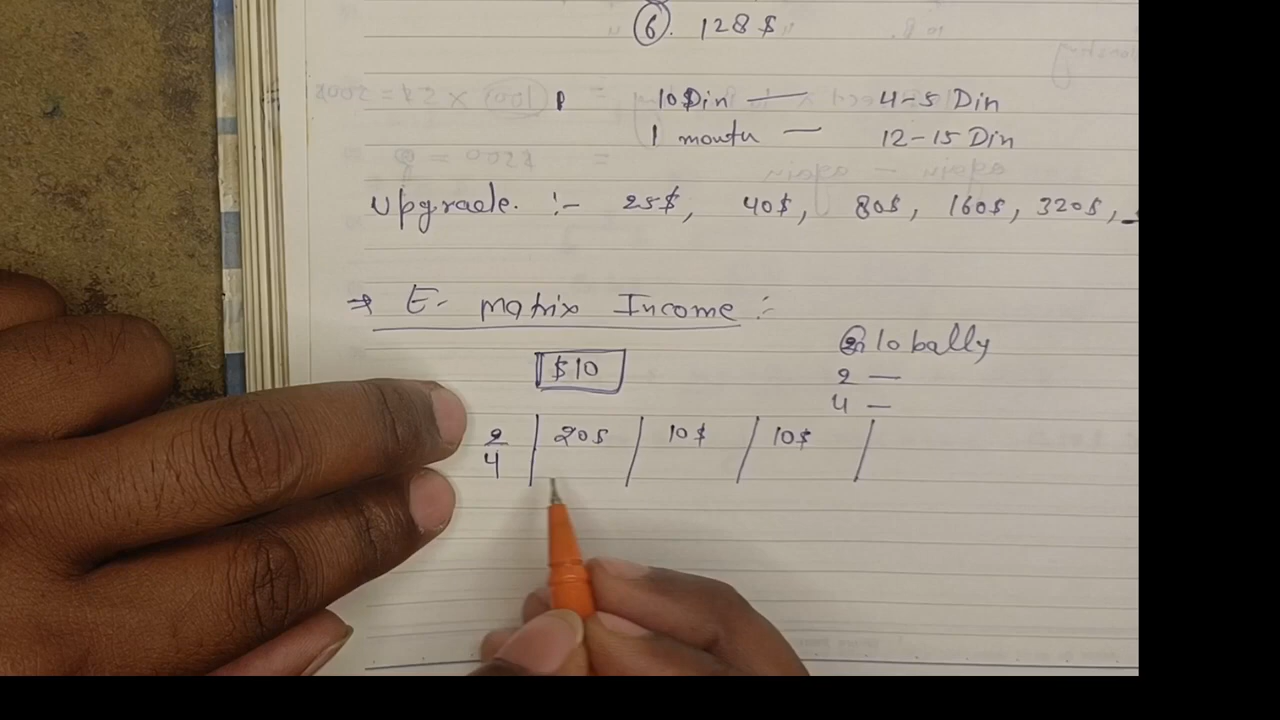 6. 128$
10 Din — 4-5 Din
1 month — 12-15 Din
Upgrade. :- 25$, 40$, 80$, 160$, 320$,
→ E- matrix Income :-
Globally
$10
2 —
4 —
2 20$ 10$ 10$
4